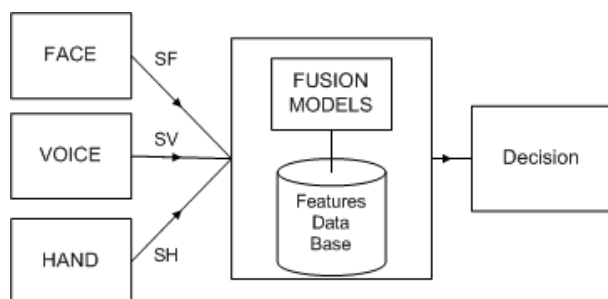 FACE
SF
VOICE
SV
HAND
SH
FUSION
MODELS
Features
Data
Base
Decision